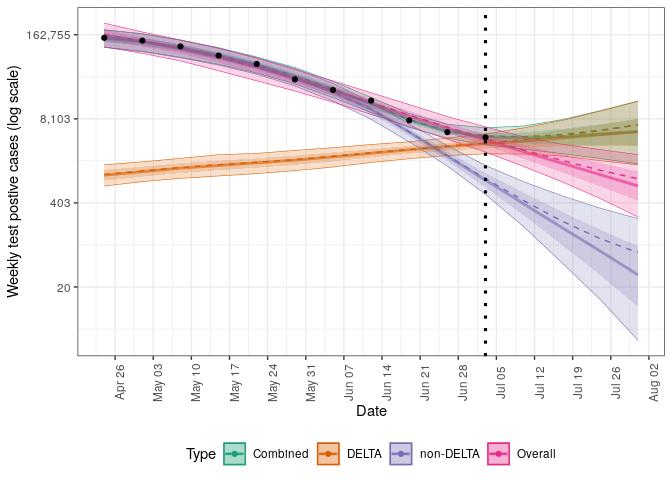 Weekly test postive cases (log scale)
162,755
8,103
403
20
Apr 26
May 03
May 10
May 17
May 24
May 31
Jun 07
Jun 14
Jun 21
Jun 28
Jul 05
Jul 12
Jul 19
Jul 26
Aug 02
Date
Type
Combined
DELTA
non-DELTA
Overall